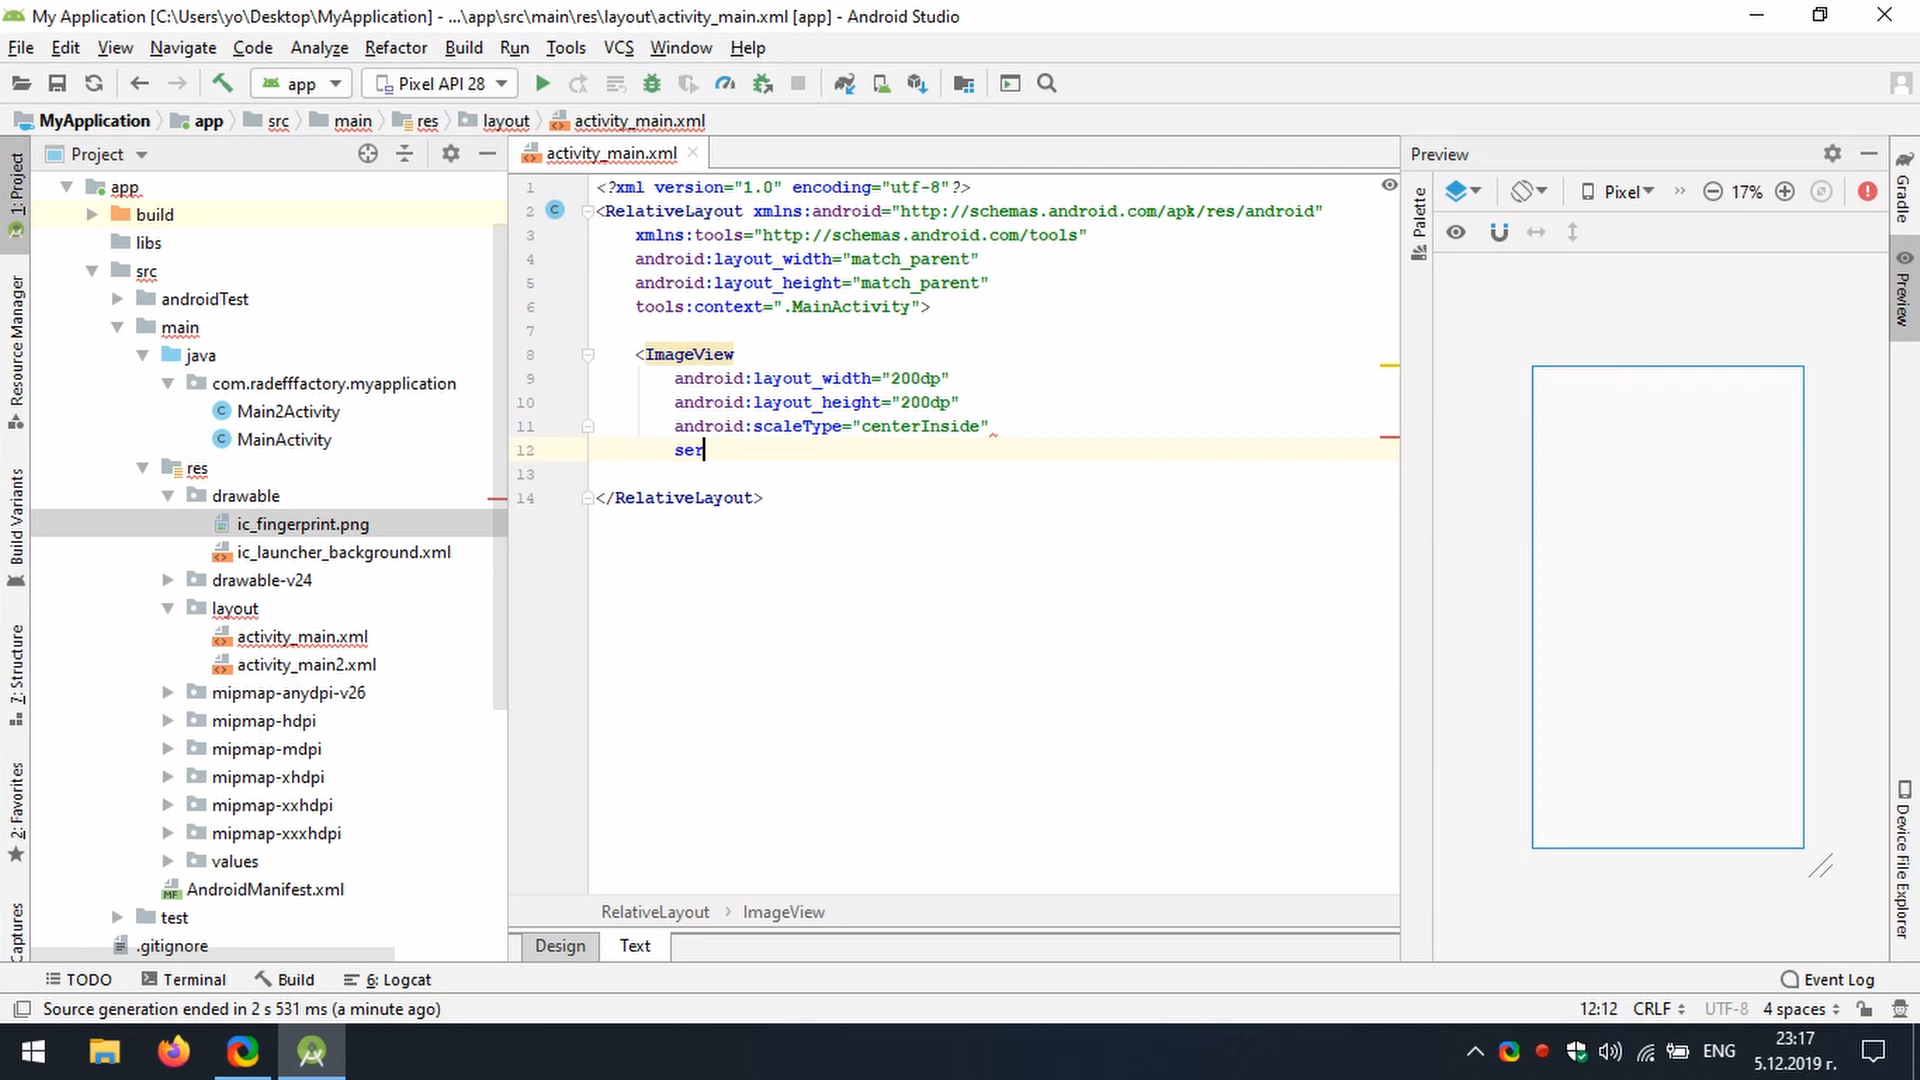 My Application [C:\Users\yo\Desktop\MyApplication] - ...\app\src\main\res\layout\activity_main.xml [app] - Android Studio
File Edit View Navigate Code Analyze Refactor Build Run Tools VCS Window Help
app Pixel API 28
MyApplication app src main res layout activity_main.xml
Project
activity_main.xml
Preview
1: Project
Resource Manager
Build Variants
7: Structure
2: Favorites
Captures
app
build
libs
src
androidTest
main
java
com.radefffactory.myapplication
Main2Activity
MainActivity
res
drawable
ic_fingerprint.png
ic_launcher_background.xml
drawable-v24
layout
activity_main.xml
activity_main2.xml
mipmap-anydpi-v26
mipmap-hdpi
mipmap-mdpi
mipmap-xhdpi
mipmap-xxhdpi
mipmap-xxxhdpi
values
AndroidManifest.xml
test
.gitignore
1 <?xml version="1.0" encoding="utf-8"?>
2 <RelativeLayout xmlns:android="http://schemas.android.com/apk/res/android"
3 xmlns:tools="http://schemas.android.com/tools"
4 android:layout_width="match_parent"
5 android:layout_height="match_parent"
6 tools:context=".MainActivity">
7
8 <ImageView
9 android:layout_width="200dp"
10 android:layout_height="200dp"
11 android:scaleType="centerInside"
12 ser
13
14 </RelativeLayout>
RelativeLayout › ImageView
Design Text
Palette
Pixel » 17%
Gradle
Preview
Device File Explorer
TODO Terminal Build 6: Logcat Event Log
Source generation ended in 2 s 531 ms (a minute ago) 12:12 CRLF UTF-8 4 spaces
ENG
23:17
5.12.2019 г.